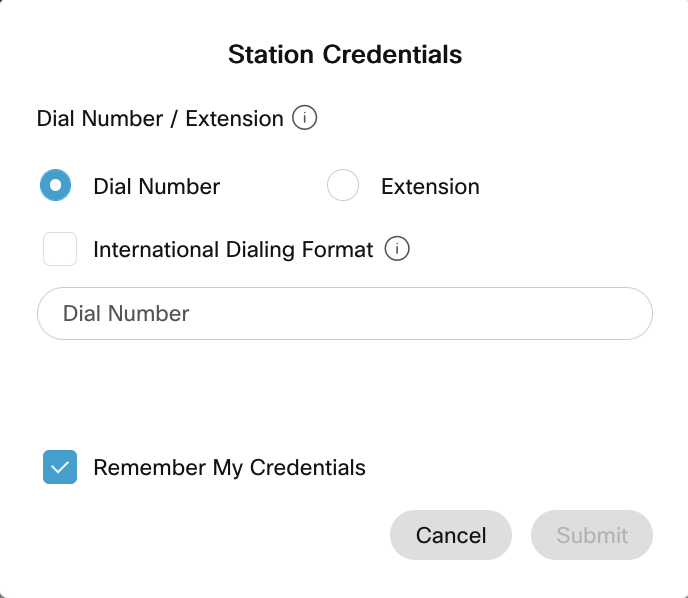 Station Credentials
Dial Number / Extension
Dial Number
Extension
International Dialing Format
Dial Number
Remember My Credentials
Cancel
Submit